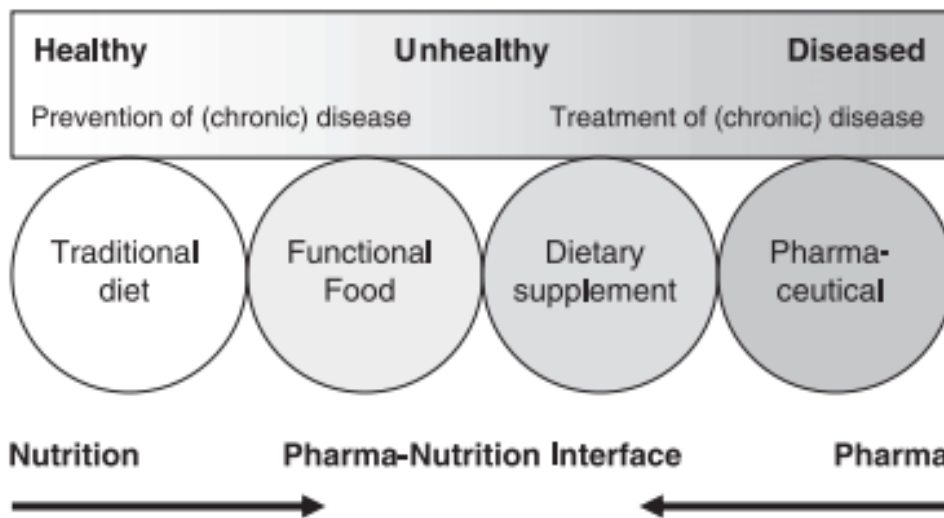 Healthy Unhealthy Diseased
Prevention of (chronic) disease Treatment of (chronic) disease
Traditional
diet
Functional
Food
Dietary
supplement
Pharma-
ceutical
Nutrition Pharma-Nutrition Interface Pharma